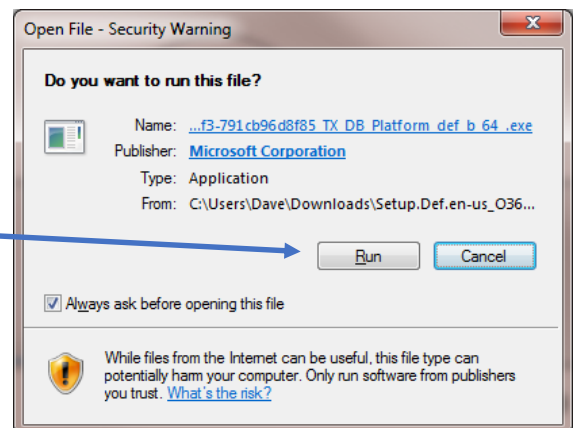 Open File - Security Warning
Do you want to run this file?
Name: ...f3-791cb96d8f85_TX_DB_Platform_def_b_64_.exe
Publisher: Microsoft Corporation
Type: Application
From: C:\Users\Dave\Downloads\Setup.Def.en-us_O36...
Run Cancel
Always ask before opening this file
While files from the Internet can be useful, this file type can
potentially harm your computer. Only run software from publishers
you trust. What's the risk?